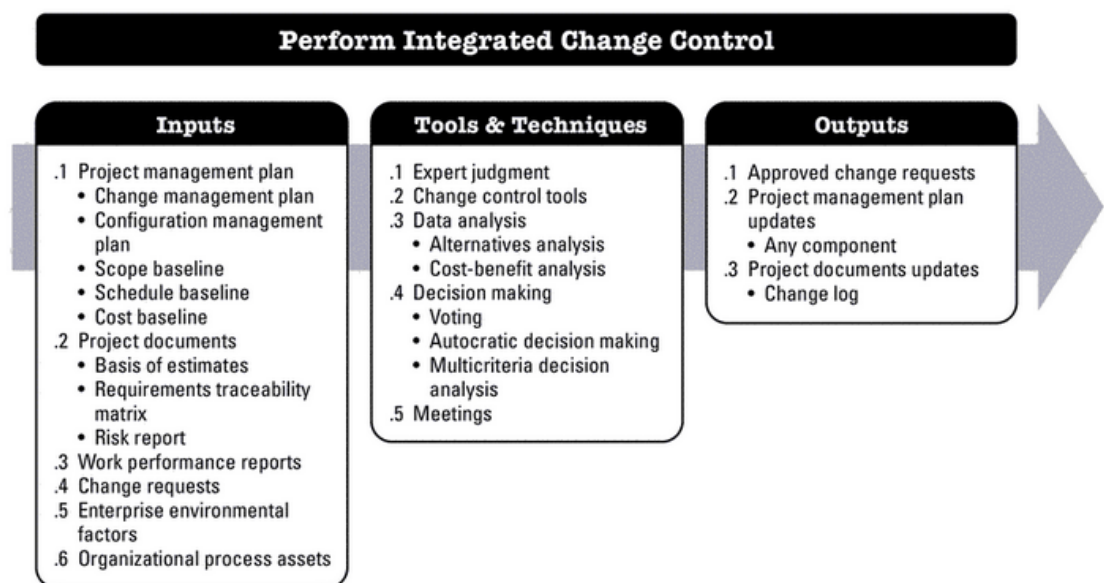 Perform Integrated Change Control
Inputs
.1 Project management plan
• Change management plan
• Configuration management
plan
• Scope baseline
• Schedule baseline
• Cost baseline
.2 Project documents
• Basis of estimates
• Requirements traceability
matrix
• Risk report
.3 Work performance reports
.4 Change requests
.5 Enterprise environmental
factors
.6 Organizational process assets
Tools & Techniques
.1 Expert judgment
.2 Change control tools
.3 Data analysis
• Alternatives analysis
• Cost-benefit analysis
.4 Decision making
• Voting
• Autocratic decision making
• Multicriteria decision
analysis
.5 Meetings
Outputs
.1 Approved change requests
.2 Project management plan
updates
• Any component
.3 Project documents updates
• Change log